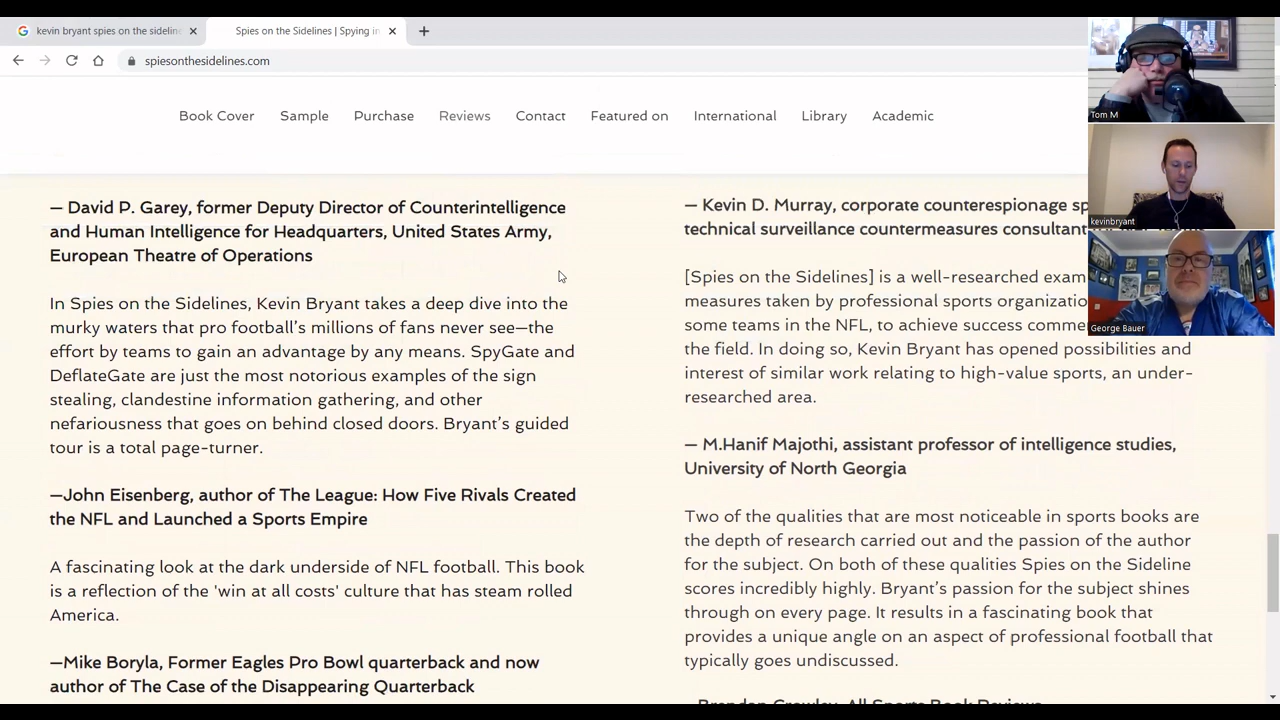 kevin bryant spies on the sideline
Spies on the Sidelines | Spying in
spiesonthesidelines.com
Book Cover Sample Purchase Reviews Contact Featured on International Library Academic
— David P. Garey, former Deputy Director of Counterintelligence
and Human Intelligence for Headquarters, United States Army,
European Theatre of Operations
In Spies on the Sidelines, Kevin Bryant takes a deep dive into the
murky waters that pro football’s millions of fans never see—the
effort by teams to gain an advantage by any means. SpyGate and
DeflateGate are just the most notorious examples of the sign
stealing, clandestine information gathering, and other
nefariousness that goes on behind closed doors. Bryant’s guided
tour is a total page-turner.
—John Eisenberg, author of The League: How Five Rivals Created
the NFL and Launched a Sports Empire
A fascinating look at the dark underside of NFL football. This book
is a reflection of the 'win at all costs' culture that has steam rolled
America.
—Mike Boryla, Former Eagles Pro Bowl quarterback and now
author of The Case of the Disappearing Quarterback
— Kevin D. Murray, corporate counterespionage sp
technical surveillance countermeasures consultant
[Spies on the Sidelines] is a well-researched exam
measures taken by professional sports organizatio
some teams in the NFL, to achieve success comme
the field. In doing so, Kevin Bryant has opened possibilities and
interest of similar work relating to high-value sports, an under-
researched area.
— M.Hanif Majothi, assistant professor of intelligence studies,
University of North Georgia
Two of the qualities that are most noticeable in sports books are
the depth of research carried out and the passion of the author
for the subject. On both of these qualities Spies on the Sideline
scores incredibly highly. Bryant’s passion for the subject shines
through on every page. It results in a fascinating book that
provides a unique angle on an aspect of professional football that
typically goes undiscussed.
— Brendan Crowley, All Sports Book Reviews
Tom M
kevinbryant
George Bauer